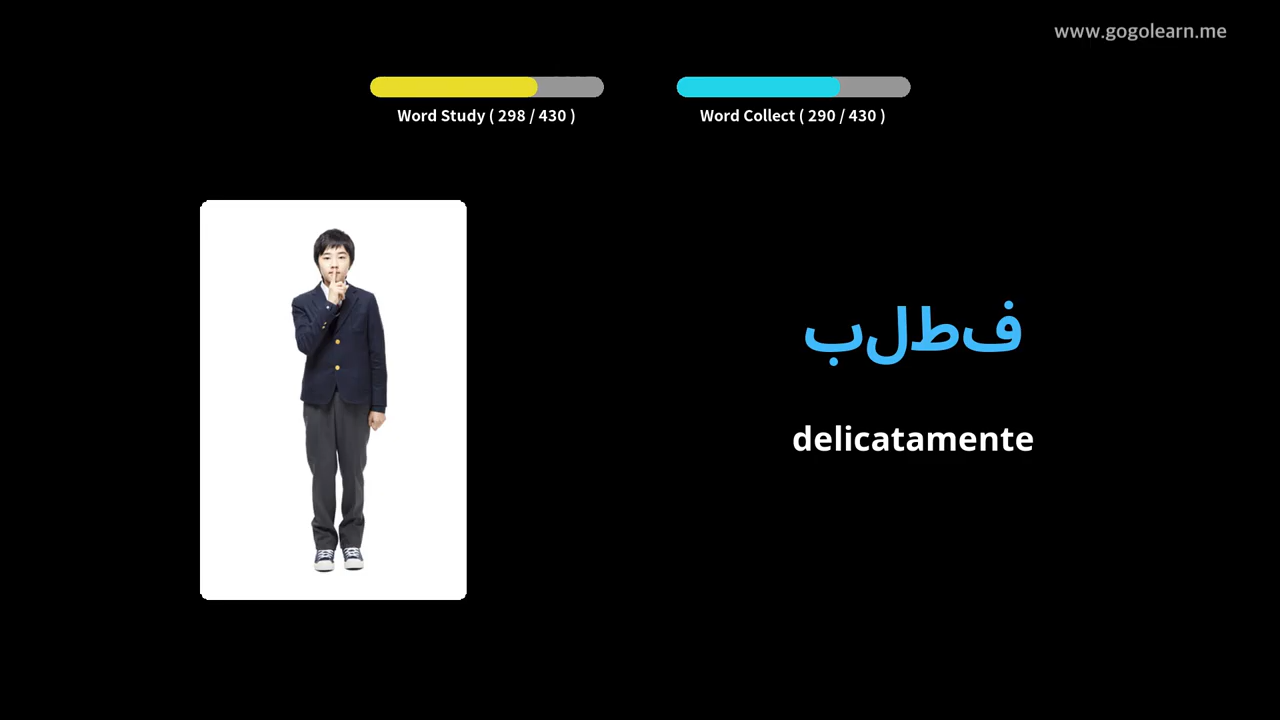 www.gogolearn.me
Word Study ( 298 / 430 )
Word Collect ( 290 / 430 )
فطلب
delicatamente